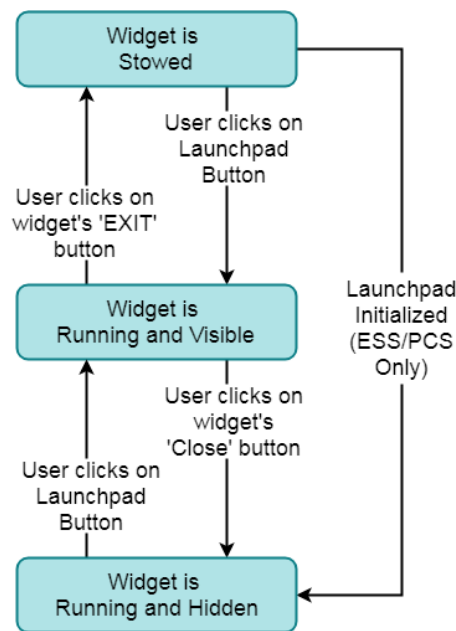 Widget is
Stowed
User clicks on
Launchpad
Button
User clicks on
widget's 'EXIT'
button
Launchpad
Initialized
(ESS/PCS
Only)
Widget is
Running and Visible
User clicks on
widget's
'Close' button
User clicks on
Launchpad
Button
Widget is
Running and Hidden